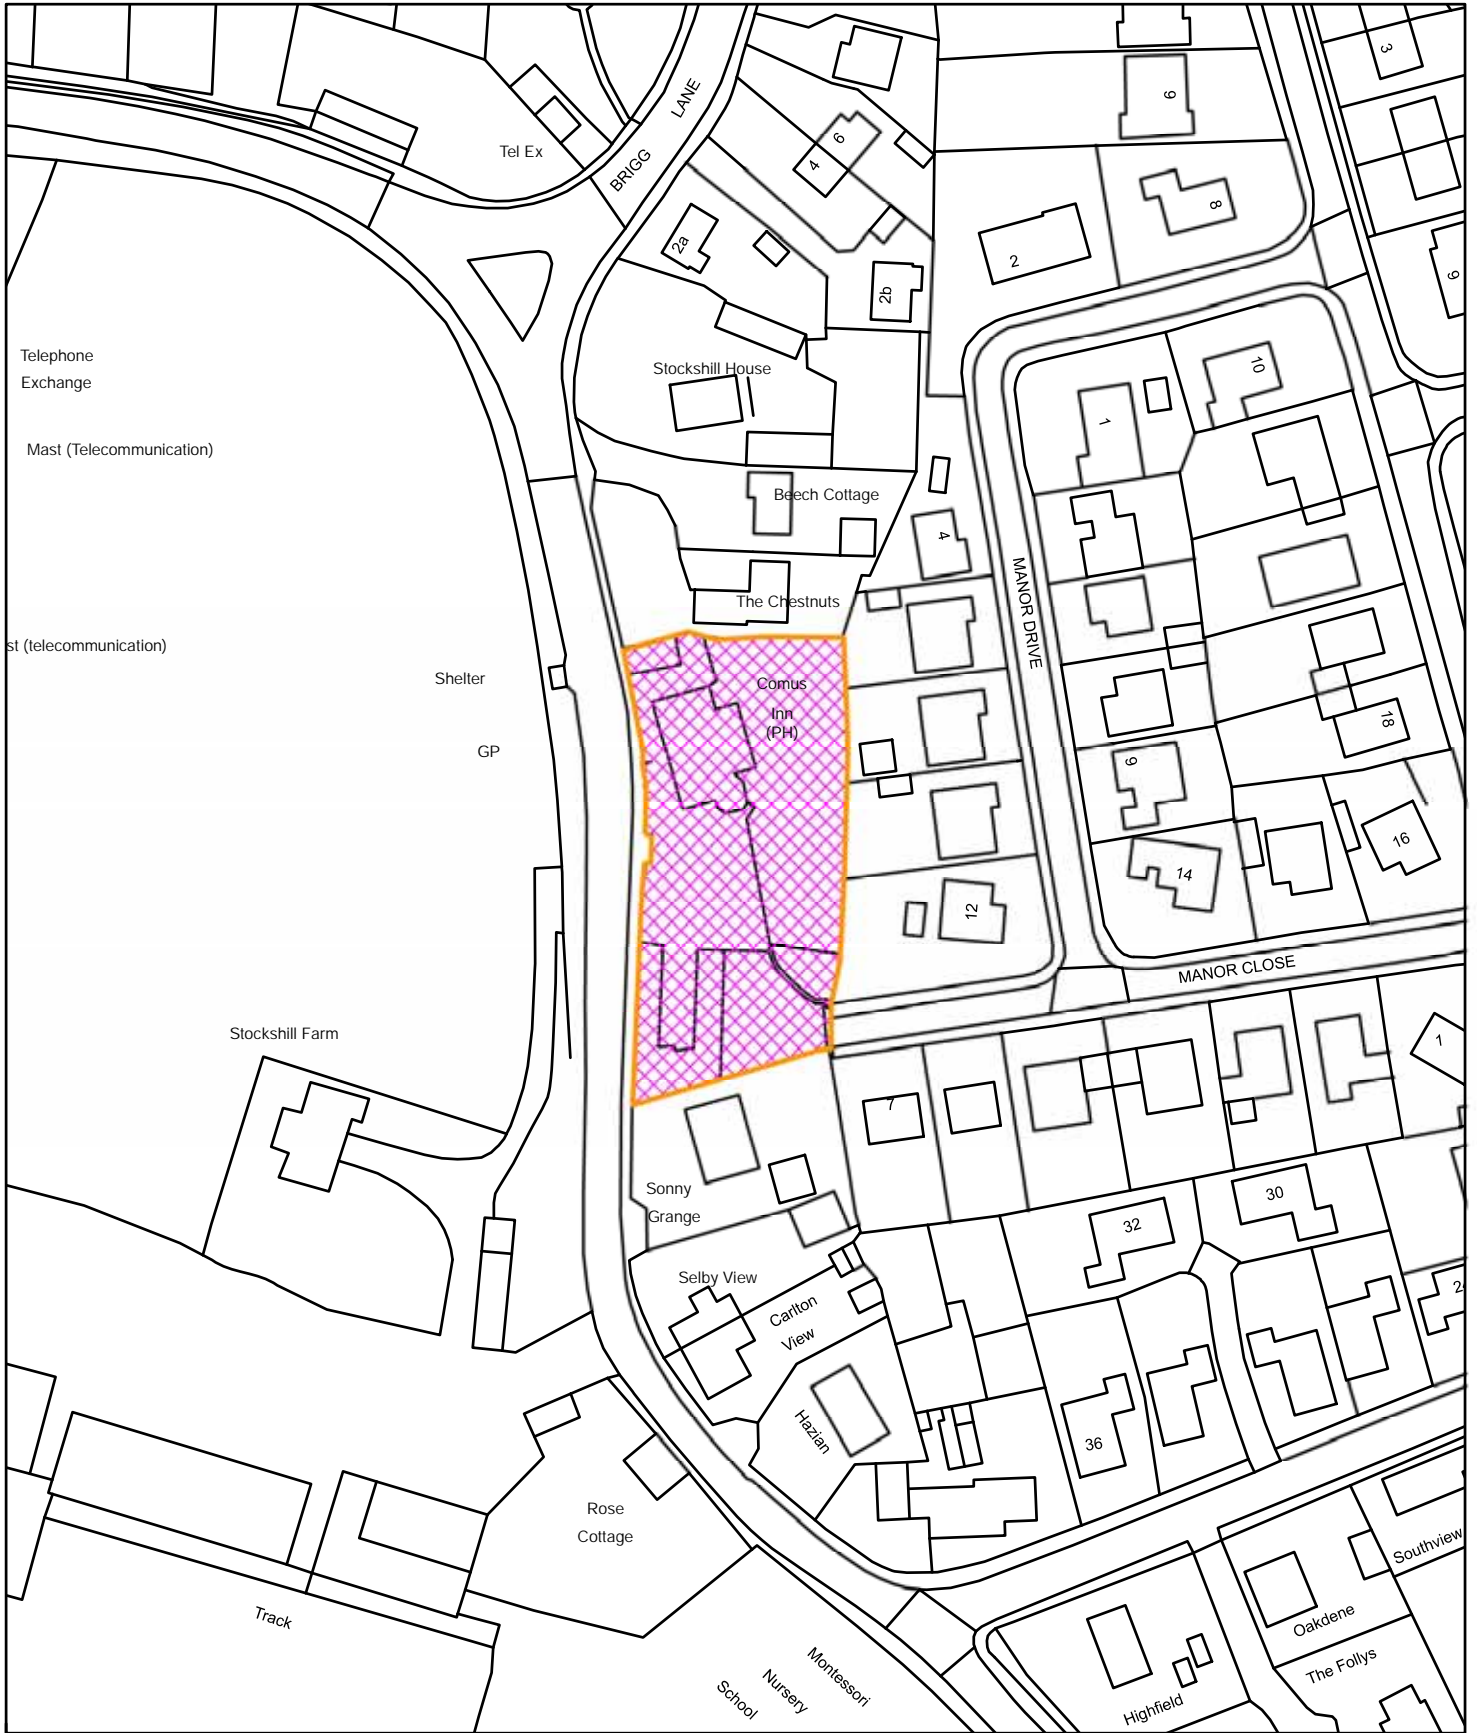 3
LANE
9
6
4
Tel Ex
BRIGG
8
2a
2
9
2b
Telephone
Exchange
Stockshill House
10
1
Mast (Telecommunication)
Beech Cottage
4
MANOR DRIVE
The Chestnuts
st (telecommunication)
Shelter
Comus
Inn
(PH)
18
GP
9
16
14
12
MANOR CLOSE
Stockshill Farm
1
7
Sonny
Grange
32
30
Selby View
Carlton
View
2
Hazian
36
Rose
Cottage
Southview
Track
Oakdene
Montessori
Nursery
School
The Follys
Highfield